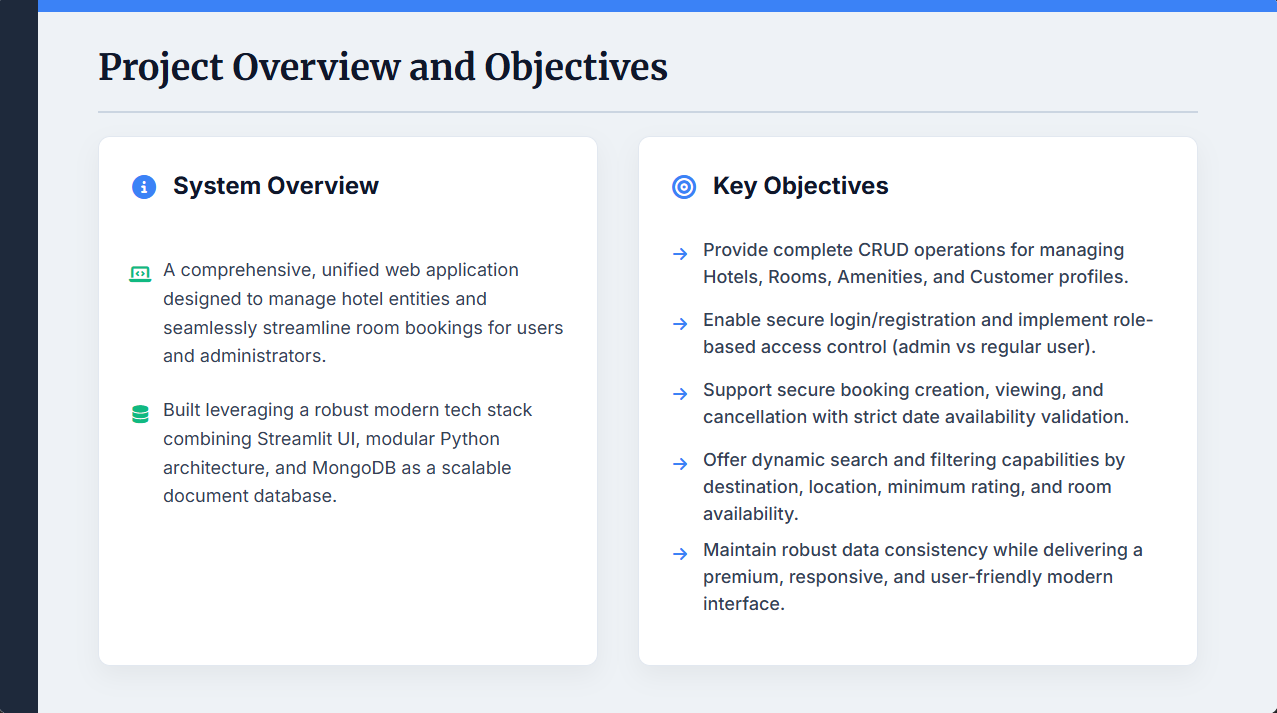 Project Overview and Objectives
System Overview
A comprehensive, unified web application
designed to manage hotel entities and
seamlessly streamline room bookings for users
and administrators.
Built leveraging a robust modern tech stack
combining Streamlit UI, modular Python
architecture, and MongoDB as a scalable
document database.
Key Objectives
Provide complete CRUD operations for managing
Hotels, Rooms, Amenities, and Customer profiles.
Enable secure login/registration and implement role-
based access control (admin vs regular user).
Support secure booking creation, viewing, and
cancellation with strict date availability validation.
Offer dynamic search and filtering capabilities by
destination, location, minimum rating, and room
availability.
Maintain robust data consistency while delivering a
premium, responsive, and user-friendly modern
interface.